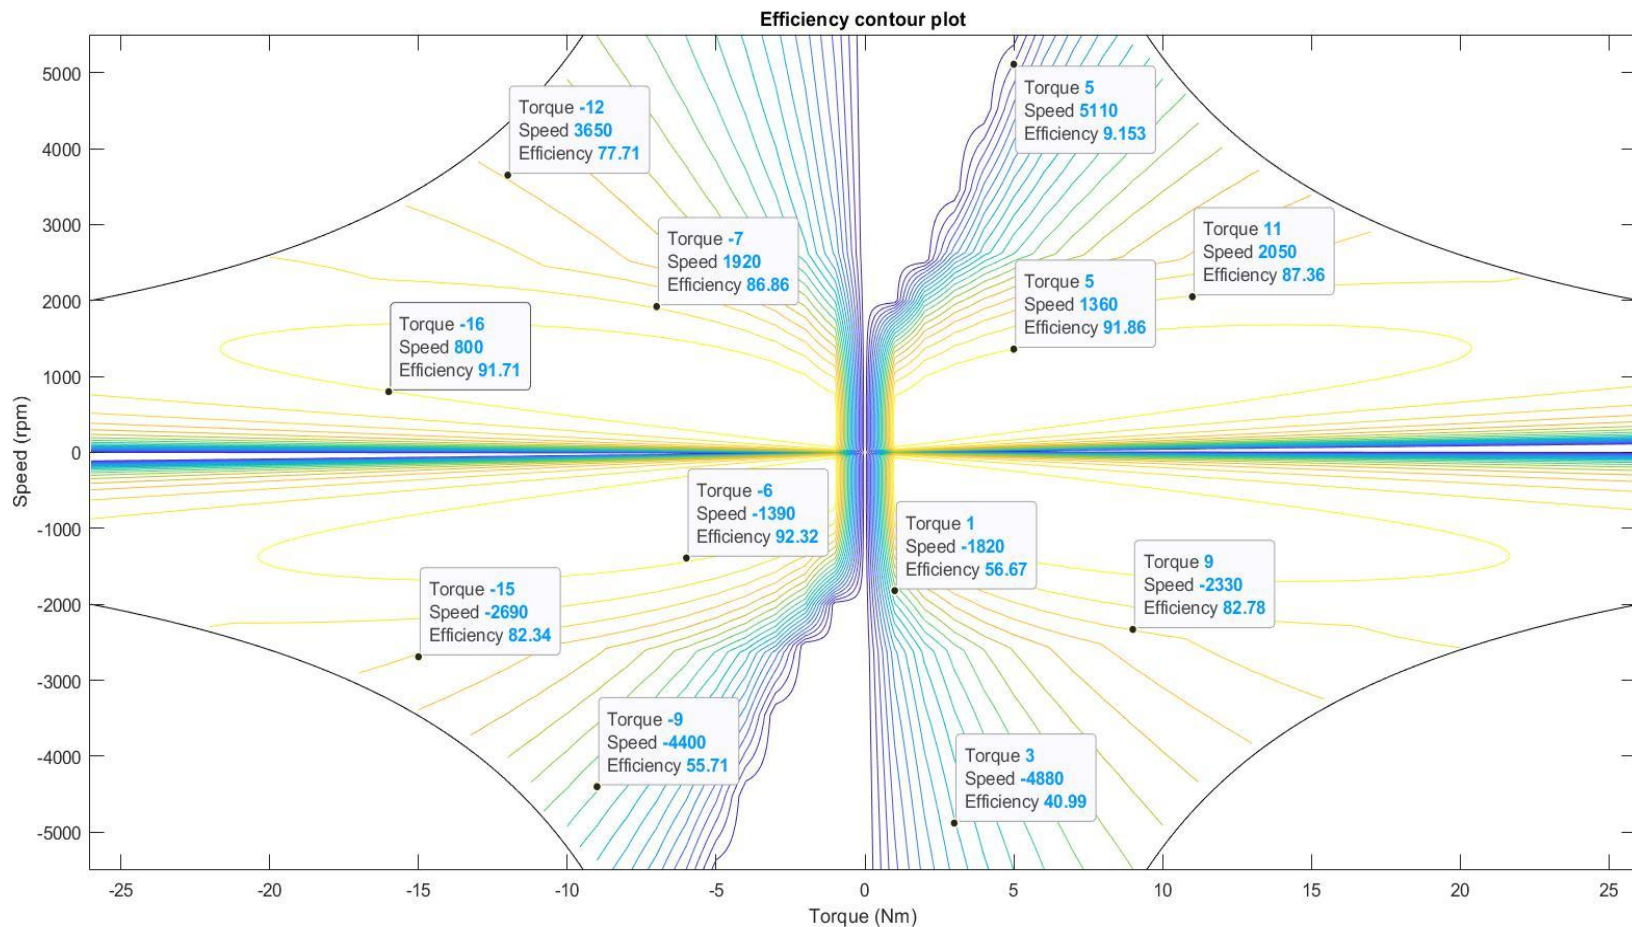 Efficiency contour plot
5000
4000
3000
2000
1000
0
-1000
-2000
-3000
-4000
-5000
Speed (rpm)
Torque -12
Speed 3650
Efficiency 77.71
Torque 5
Speed 5110
Efficiency 9.153
Torque -7
Speed 1920
Efficiency 86.86
Torque 11
Speed 2050
Efficiency 87.36
Torque 5
Speed 1360
Efficiency 91.86
Torque -16
Speed 800
Efficiency 91.71
Torque -6
Speed -1390
Efficiency 92.32
Torque 1
Speed -1820
Efficiency 56.67
Torque 9
Speed -2330
Efficiency 82.78
Torque -15
Speed -2690
Efficiency 82.34
Torque -9
Speed -4400
Efficiency 55.71
Torque 3
Speed -4880
Efficiency 40.99
-25 -20 -15 -10 -5 0 5 10 15 20 25
Torque (Nm)